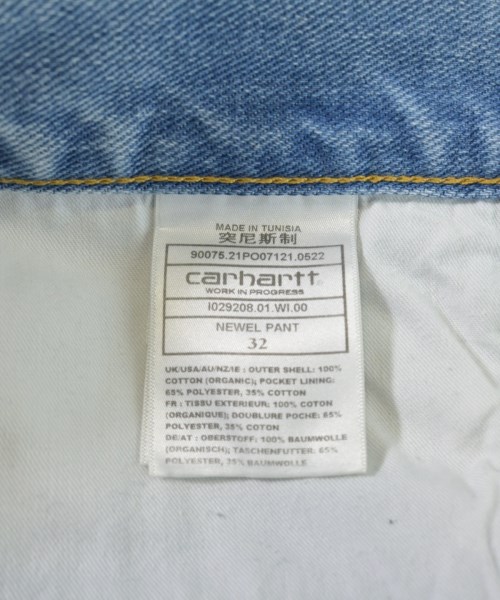 MADE IN TUNISIA
突尼斯制
90075.21PO07121.0522
carhartt
WORK IN PROGRESS
I029208.01.WI.00
NEWEL PANT
32
UK/USA/AU/NZ/IE : OUTER SHELL: 100%
COTTON (ORGANIC); POCKET LINING:
65% POLYESTER, 35% COTTON
FR : TISSU EXTERIEUR: 100% COTON
(ORGANIQUE); DOUBLURE POCHE: 65%
POLYESTER, 35% COTON
DE/AT : OBERSTOFF: 100% BAUMWOLLE
(ORGANISCH); TASCHENFUTTER: 65%
POLYESTER, 35% BAUMWOLLE